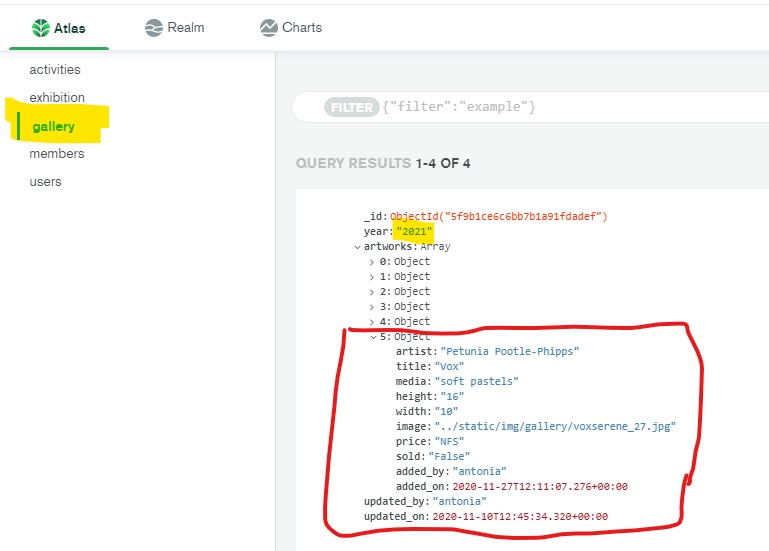 Atlas Realm Charts
activities
exhibition
gallery
members
users
FILTER {"filter":"example"}
QUERY RESULTS 1-4 OF 4
_id: ObjectId("5f9b1ce6c6bb7b1a91fdadef")
year: "2021"
artworks: Array
0: Object
1: Object
2: Object
3: Object
4: Object
5: Object
artist: "Petunia Pootle-Phipps"
title: "Vox"
media: "soft pastels"
height: "16"
width: "10"
image: "../static/img/gallery/voxserene_27.jpg"
price: "NFS"
sold: "False"
added_by: "antonia"
added_on: 2020-11-27T12:11:07.276+00:00
updated_by: "antonia"
updated_on: 2020-11-10T12:45:34.320+00:00